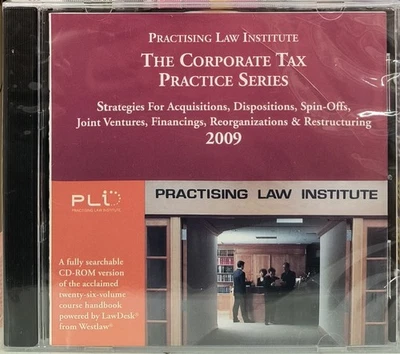 PRACTISING LAW INSTITUTE
THE CORPORATE TAX
PRACTICE SERIES
Strategies For Acquisitions, Dispositions, Spin-Offs,
Joint Ventures, Financings, Reorganizations & Restructuring
2009
PLI
PRACTISING LAW INSTITUTE
PRACTISING LAW INSTITUTE
A fully searchable
CD-ROM version
of the acclaimed
twenty-six-volume
course handbook
powered by LawDesk®
from Westlaw®